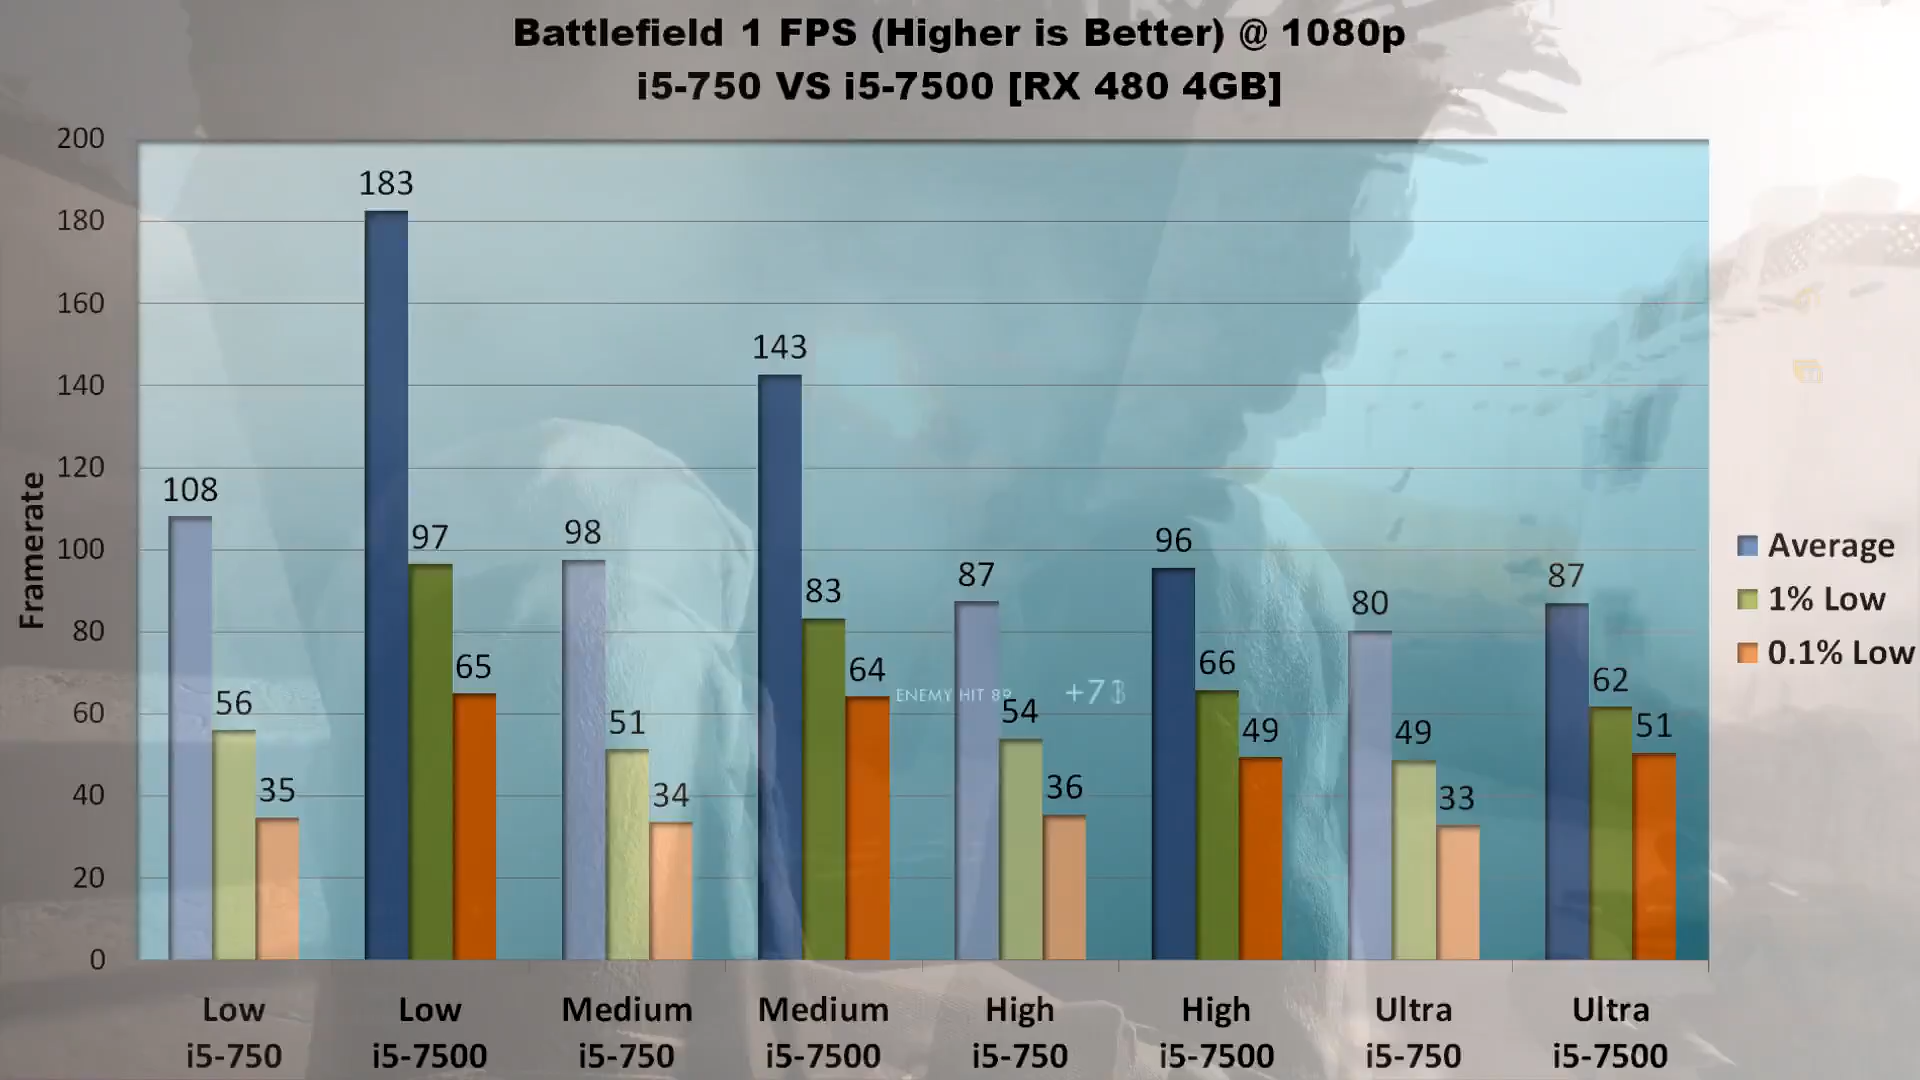 Battlefield 1 FPS (Higher is Better) @ 1080p
i5-750 VS i5-7500 [RX 480 4GB]
Framerate
200
180
160
140
120
100
80
60
40
20
0
108
56
35
183
97
65
98
51
34
143
83
64
87
54
36
96
66
49
80
49
33
87
62
51
ENEMY HIT
Average
1% Low
0.1% Low
Low
i5-750
Low
i5-7500
Medium
i5-750
Medium
i5-7500
High
i5-750
High
i5-7500
Ultra
i5-750
Ultra
i5-7500